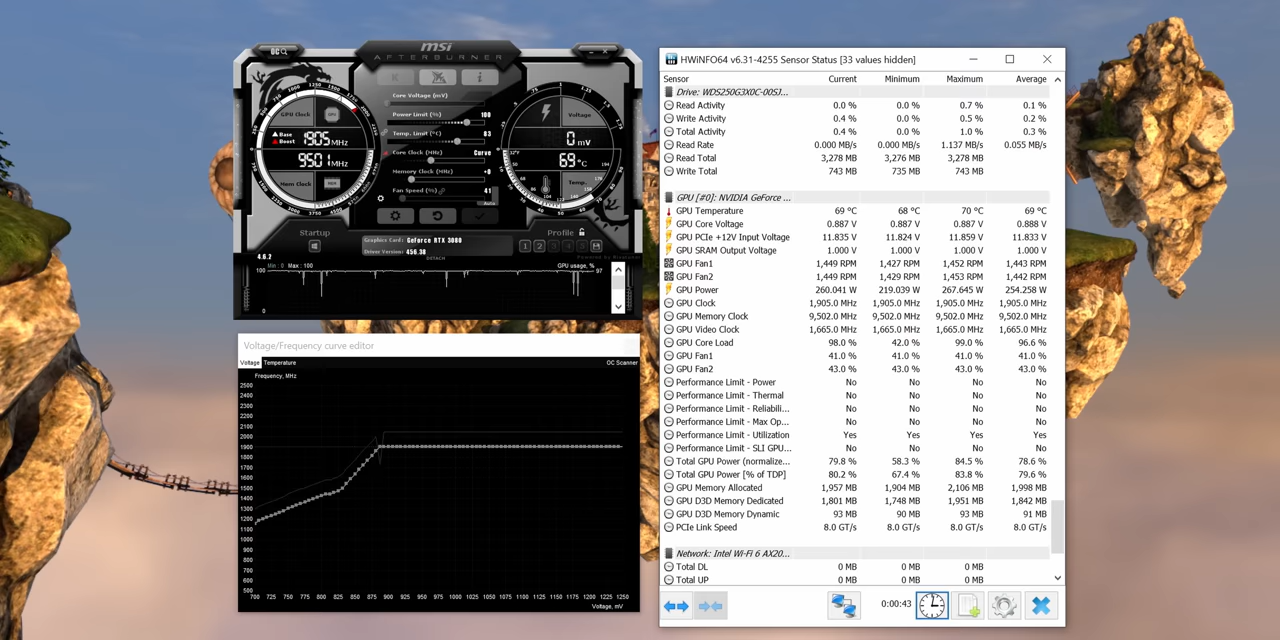 OC
msi
AFTERBURNER
Core Voltage (mV)
Power Limit (%) 100
Temp. Limit (°C) 83
Core Clock (MHz) Curve
Memory Clock (MHz) +0
Fan Speed (%) 41
Auto
GPU Clock
GPU
Base
Boost
1905 MHz
9501 MHz
Mem Clock
MEM
Voltage
0 mV
69 °C
Temp.
Startup
Profile
1 2 3 4 5
Graphics Card: GeForce RTX 3080
Driver Version: 456.38
4.6.2
DETACH
Powered by Rivatuner
Min : 0 Max : 100
GPU usage, %
100
97
0
Voltage/Frequency curve editor
Voltage Temperature OC Scanner
Frequency, MHz
2500
2400
2300
2200
2100
2000
1900
1800
1700
1600
1500
1400
1300
1200
1100
1000
900
800
700
600
500
700 725 750 775 800 825 850 875 900 925 950 975 1000 1025 1050 1075 1100 1125 1150 1175 1200 1225 1250
Voltage, mV
HWiNFO64 v6.31-4255 Sensor Status [33 values hidden]
Sensor Current Minimum Maximum Average
Drive: WDS250G3X0C-00SJ...
Read Activity 0.0 % 0.0 % 0.7 % 0.1 %
Write Activity 0.4 % 0.0 % 0.5 % 0.2 %
Total Activity 0.4 % 0.0 % 1.0 % 0.3 %
Read Rate 0.000 MB/s 0.000 MB/s 1.137 MB/s 0.055 MB/s
Read Total 3,278 MB 3,276 MB 3,278 MB
Write Total 743 MB 735 MB 743 MB
GPU [#0]: NVIDIA GeForce ...
GPU Temperature 69 °C 68 °C 70 °C 69 °C
GPU Core Voltage 0.887 V 0.887 V 0.888 V 0.887 V
GPU PCIe +12V Input Voltage 11.835 V 11.824 V 11.859 V 11.833 V
GPU SRAM Output Voltage 1.000 V 1.000 V 1.000 V 1.000 V
GPU Fan1 1,449 RPM 1,427 RPM 1,452 RPM 1,443 RPM
GPU Fan2 1,449 RPM 1,429 RPM 1,453 RPM 1,442 RPM
GPU Power 260.041 W 219.039 W 267.645 W 254.258 W
GPU Clock 1,905.0 MHz 1,905.0 MHz 1,905.0 MHz 1,905.0 MHz
GPU Memory Clock 9,502.0 MHz 9,502.0 MHz 9,502.0 MHz 9,502.0 MHz
GPU Video Clock 1,665.0 MHz 1,665.0 MHz 1,665.0 MHz 1,665.0 MHz
GPU Core Load 98.0 % 42.0 % 99.0 % 96.6 %
GPU Fan1 41.0 % 41.0 % 41.0 % 41.0 %
GPU Fan2 43.0 % 43.0 % 43.0 % 43.0 %
Performance Limit - Power No No No No
Performance Limit - Thermal No No No No
Performance Limit - Reliabili... No No No No
Performance Limit - Max Op... No No No No
Performance Limit - Utilization Yes Yes Yes Yes
Performance Limit - SLI GPU... No No No No
Total GPU Power (normalize... 79.8 % 58.3 % 84.5 % 78.6 %
Total GPU Power [% of TDP] 80.2 % 67.4 % 83.8 % 79.6 %
GPU Memory Allocated 1,957 MB 1,904 MB 2,106 MB 1,998 MB
GPU D3D Memory Dedicated 1,801 MB 1,748 MB 1,951 MB 1,842 MB
GPU D3D Memory Dynamic 93 MB 90 MB 93 MB 91 MB
PCIe Link Speed 8.0 GT/s 8.0 GT/s 8.0 GT/s 8.0 GT/s
Network: Intel Wi-Fi 6 AX20...
Total DL 0 MB 0 MB 0 MB
Total UP 0 MB 0 MB 0 MB
0:00:43